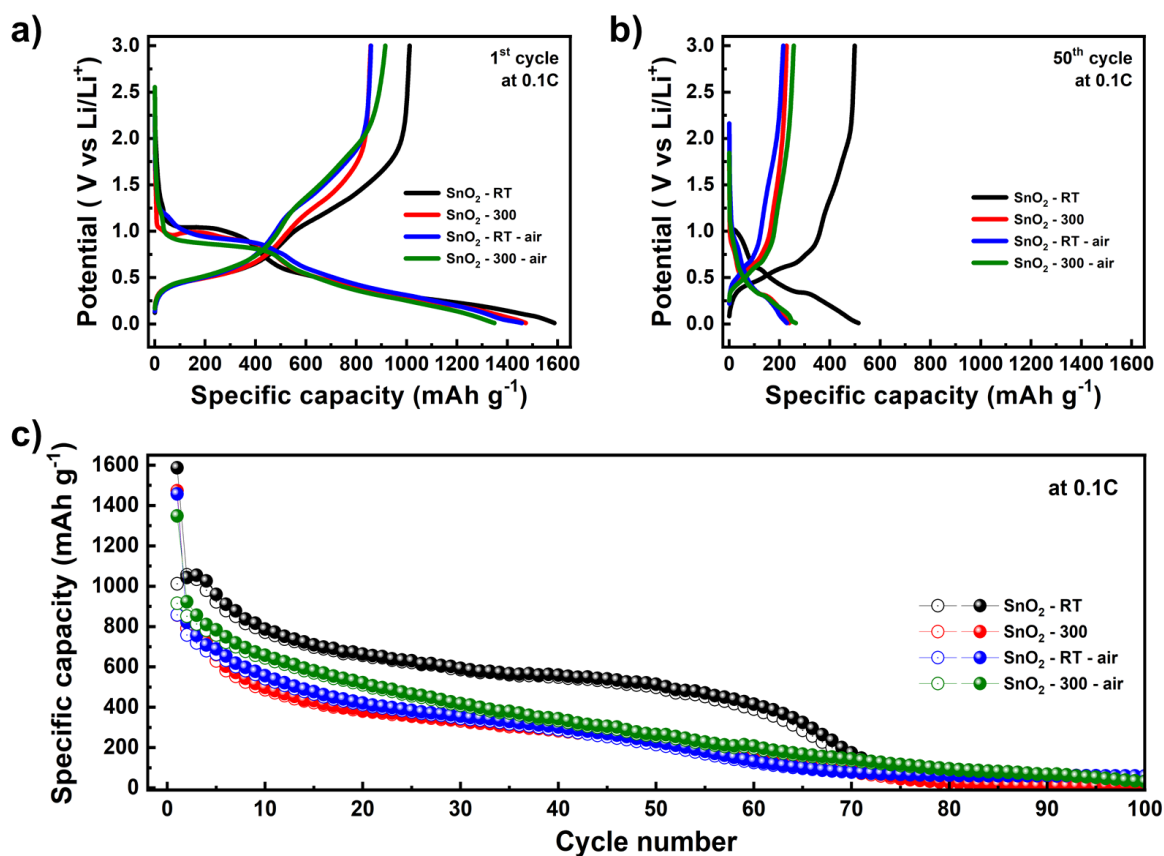 a)
3.0
2.5
2.0
1.5
1.0
0.5
0.0
Potential ( V vs Li/Li⁺)
1ˢᵗ cycle
at 0.1C
SnO₂ - RT
SnO₂ - 300
SnO₂ - RT - air
SnO₂ - 300 - air
0 200 400 600 800 1000 1200 1400 1600
Specific capacity (mAh g⁻¹)
b)
3.0
2.5
2.0
1.5
1.0
0.5
0.0
Potential ( V vs Li/Li⁺)
50ᵗʰ cycle
at 0.1C
SnO₂ - RT
SnO₂ - 300
SnO₂ - RT - air
SnO₂ - 300 - air
0 200 400 600 800 1000 1200 1400 1600
Specific capacity (mAh g⁻¹)
c)
1600
1400
1200
1000
800
600
400
200
0
Specific capacity (mAh g⁻¹)
at 0.1C
SnO₂ - RT
SnO₂ - 300
SnO₂ - RT - air
SnO₂ - 300 - air
0 10 20 30 40 50 60 70 80 90 100
Cycle number